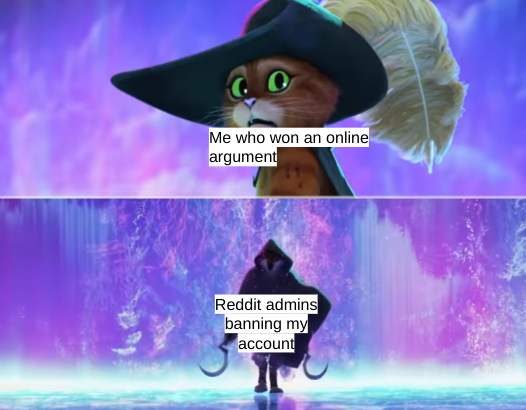 Me who won an online
argument
Reddit admins
banning my
account